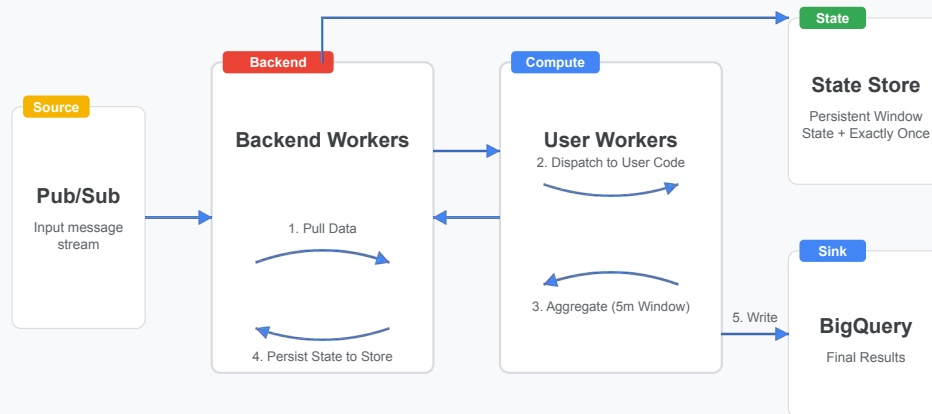 Source
Pub/Sub
Input message
stream
Backend
Backend Workers
1. Pull Data
4. Persist State to Store
Compute
User Workers
2. Dispatch to User Code
3. Aggregate (5m Window)
5. Write
State
State Store
Persistent Window
State + Exactly Once
Sink
BigQuery
Final Results